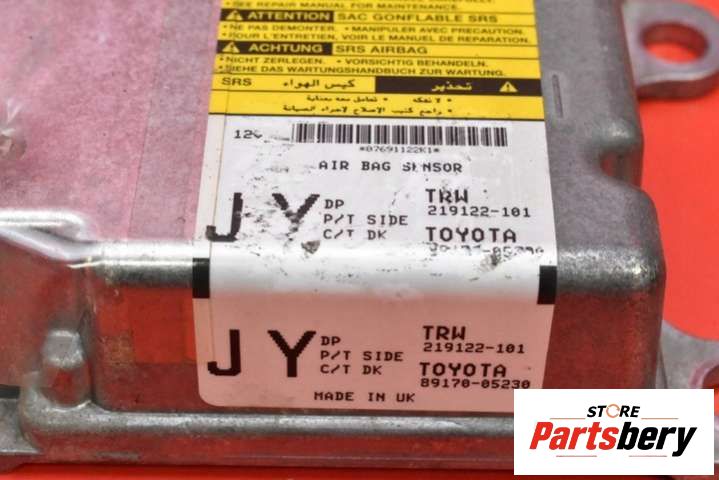 SEE REPAIR MANUAL FOR MAINTENANCE.
ATTENTION SAC GONFLABLE SRS
•NE PAS DEMONTER. •MANIPULER AVEC PRECAUTION.
•POUR L'ENTRETIEN, VOIR LE MANUEL DE REPARATION.
ACHTUNG SRS AIRBAG
•NICHT ZERLEGEN. •VORSICHTIG BEHANDELN.
•SIEHE DAS WARTUNGSHANDBUCH ZUR WARTUNG.
SRS كيس الهواء تحذير
• لا تفكه • تعامل معه بعناية
• راجع كتيب الإصلاح لاجراء الصيانة
*87691122K1*
AIR BAG SENSOR
JY DP TRW
P/T SIDE 219122-101
C/T DK TOYOTA
JY DP TRW
P/T SIDE 219122-101
C/T DK TOYOTA
89170-05230
MADE IN UK
STORE
Partsbery